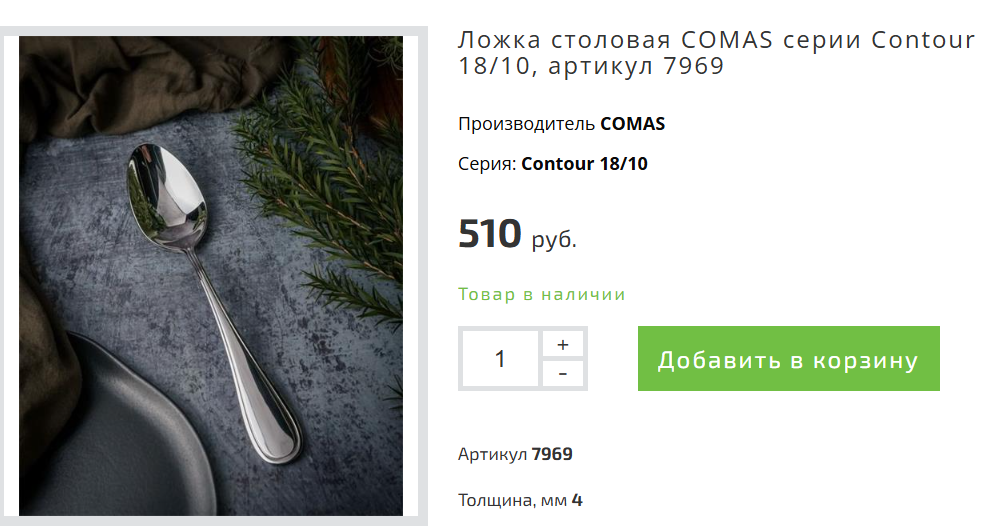 Ложка столовая COMAS серии Contour
18/10, артикул 7969
Производитель COMAS
Серия: Contour 18/10
510 руб.
Товар в наличии
1
+
-
Добавить в корзину
Артикул 7969
Толщина, мм 4